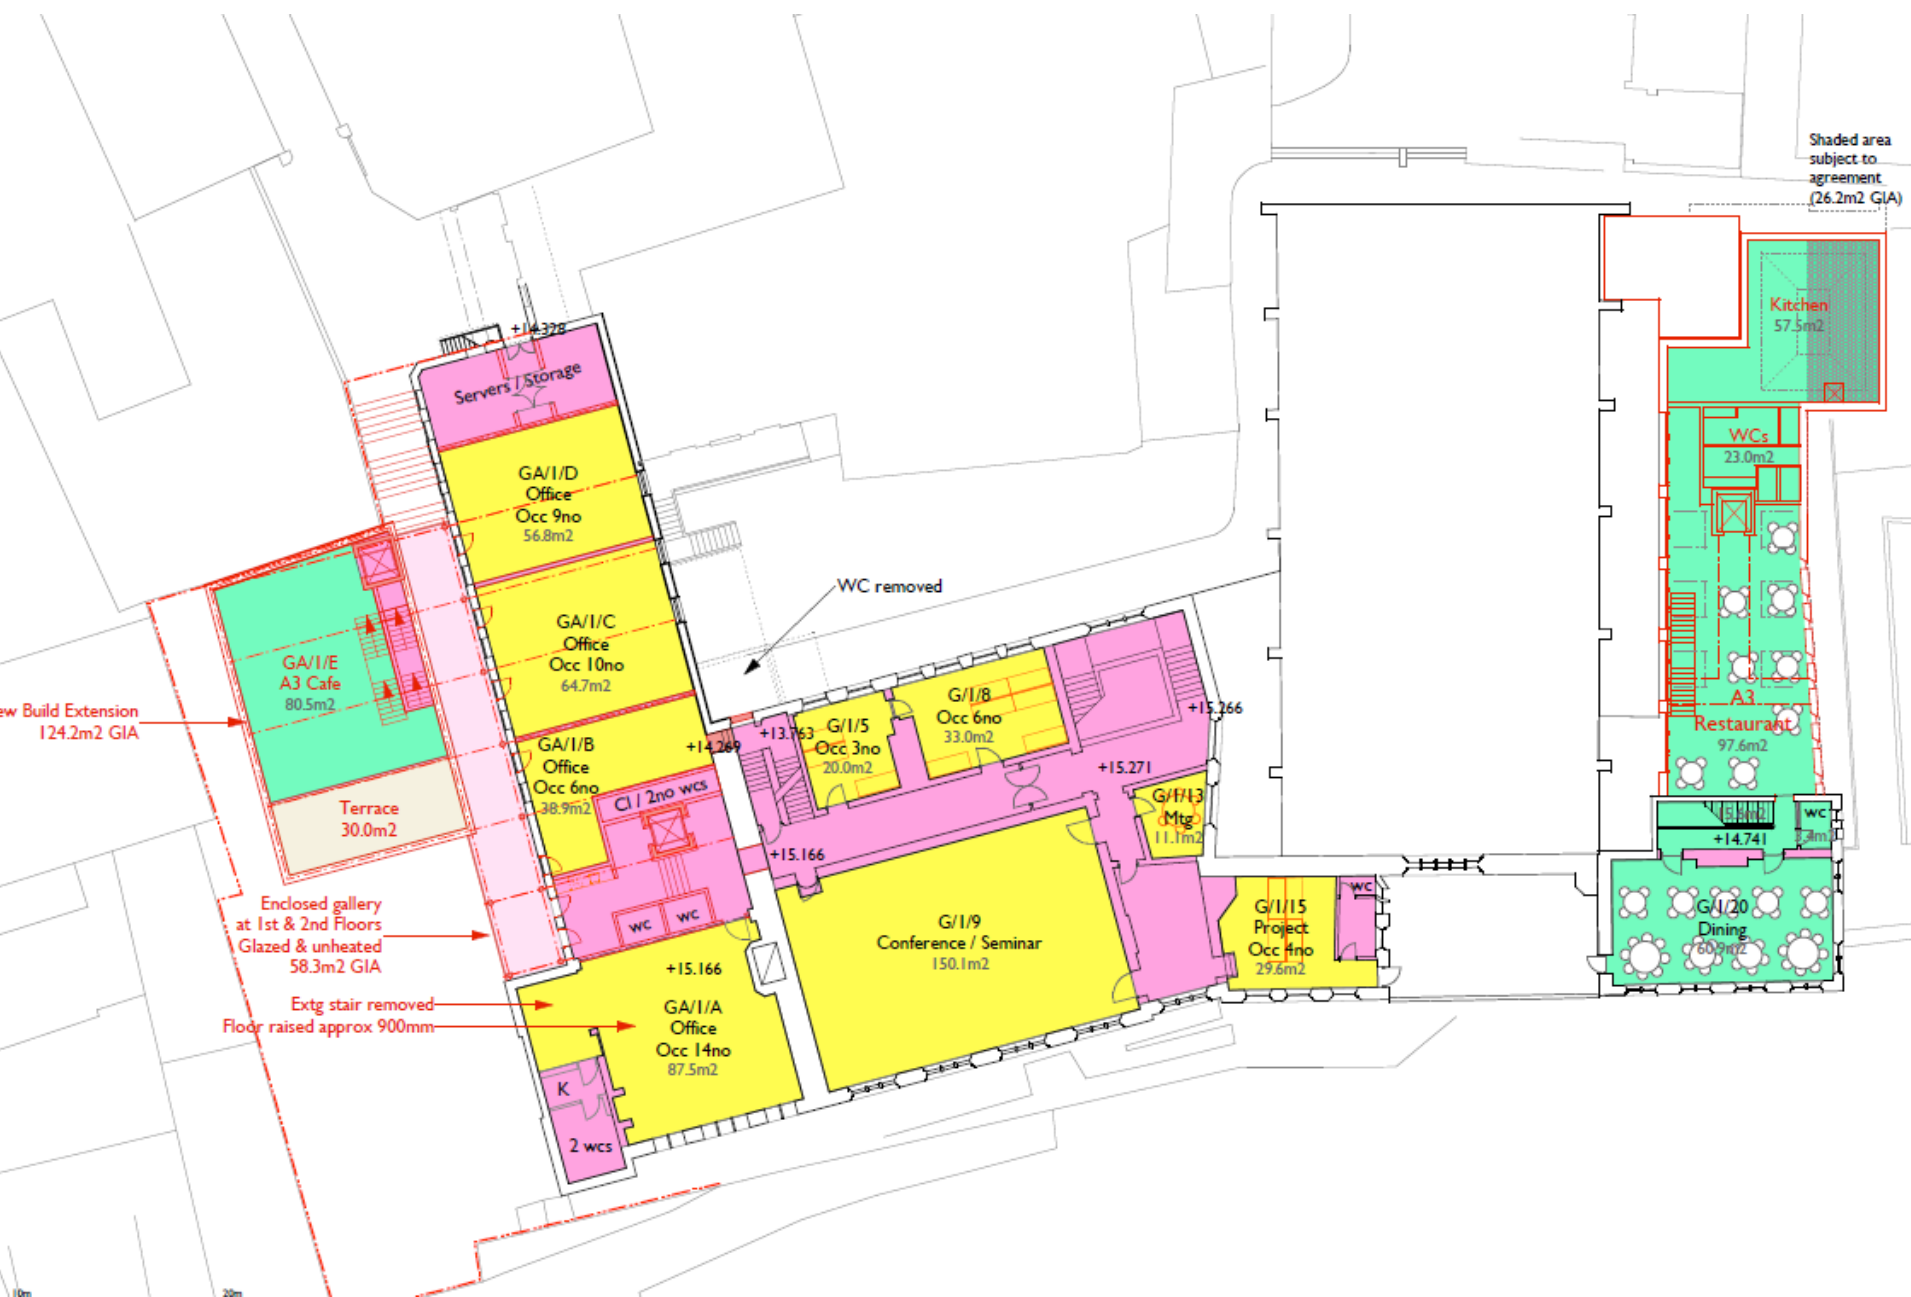 Shaded area
subject to
agreement
(26.2m2 GIA)
Kitchen
57.5m2
+14.328
Servers / Storage
WCs
23.0m2
GA/1/D
Office
Occ 9no
56.8m2
WC removed
GA/1/C
Office
Occ 10no
64.7m2
GA/1/E
A3 Cafe
80.5m2
ew Build Extension
124.2m2 GIA
G/1/8
Occ 6no
33.0m2
+15.266
A3
Restaurant
97.6m2
G/1/5
Occ 3no
20.0m2
+13.763
+14.269
GA/1/B
Office
Occ 6no
38.9m2
+15.271
Cl / 2no wcs
Terrace
30.0m2
G/1/13
Mtg
11.1m2
15.6m2
wc
3.4m2
+14.741
+15.166
wc
Enclosed gallery
at 1st & 2nd Floors
Glazed & unheated
58.3m2 GIA
wc
wc
G/1/9
Conference / Seminar
150.1m2
G/1/15
Project
Occ 4no
29.6m2
G/1/20
Dining
60.9m2
+15.166
Extg stair removed
Floor raised approx 900mm
GA/1/A
Office
Occ 14no
87.5m2
K
2 wcs
10m
20m